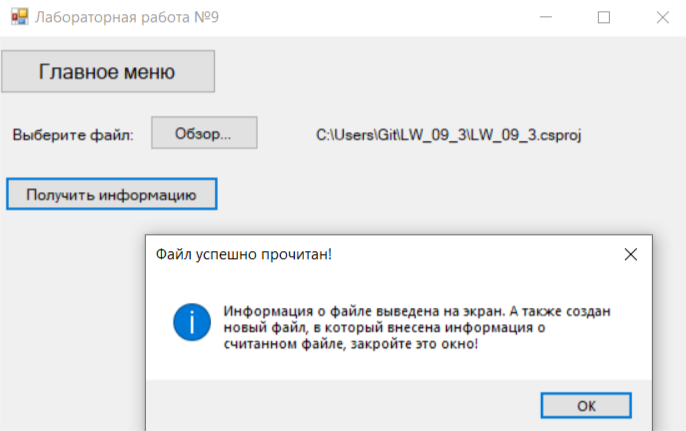 Лабораторная работа №9
Главное меню
Выберите файл: Обзор... C:\Users\Git\LW_09_3\LW_09_3.csproj
Получить информацию
Файл успешно прочитан!
Информация о файле выведена на экран. А также создан
новый файл, в который внесена информация о
считанном файле, закройте это окно!
ОК